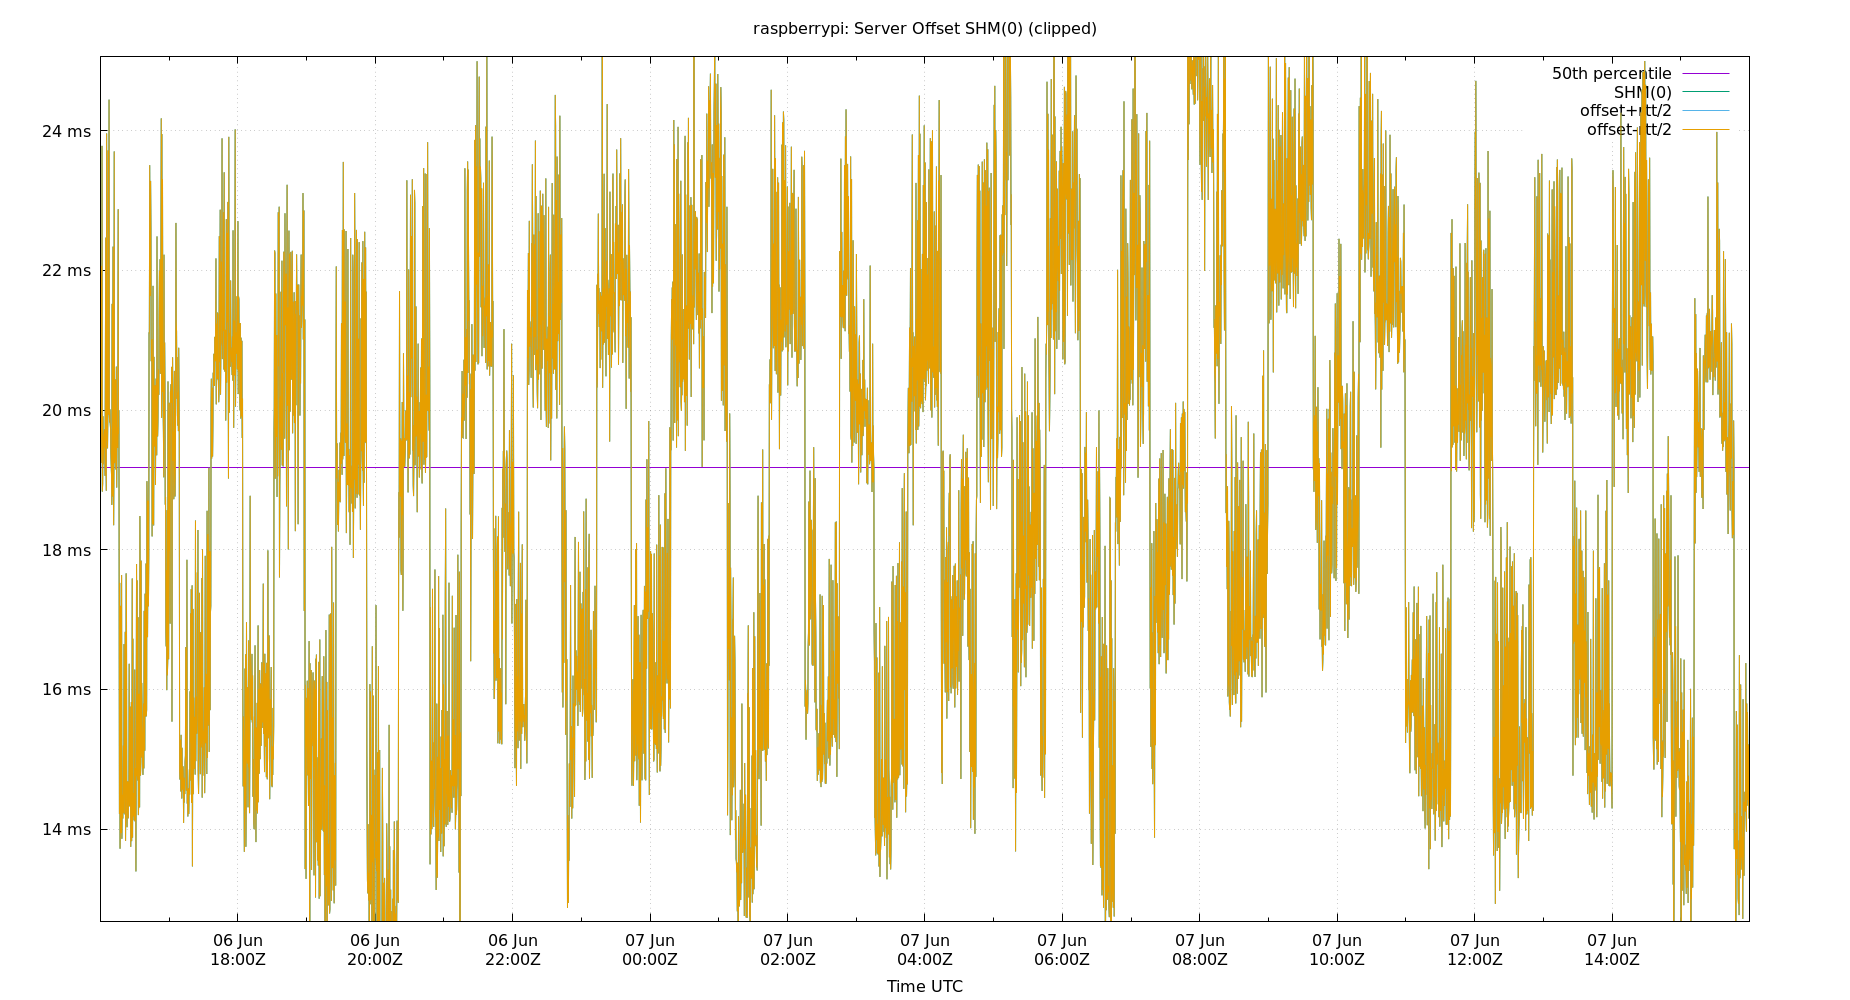 raspberrypi: Server Offset SHM(0) (clipped)
50th percentile
SHM(0)
offset+rtt/2
offset-rtt/2
24 ms
22 ms
20 ms
18 ms
16 ms
14 ms
06 Jun 06 Jun 06 Jun 07 Jun 07 Jun 07 Jun 07 Jun 07 Jun 07 Jun 07 Jun 07 Jun
18:00Z 20:00Z 22:00Z 00:00Z 02:00Z 04:00Z 06:00Z 08:00Z 10:00Z 12:00Z 14:00Z
Time UTC